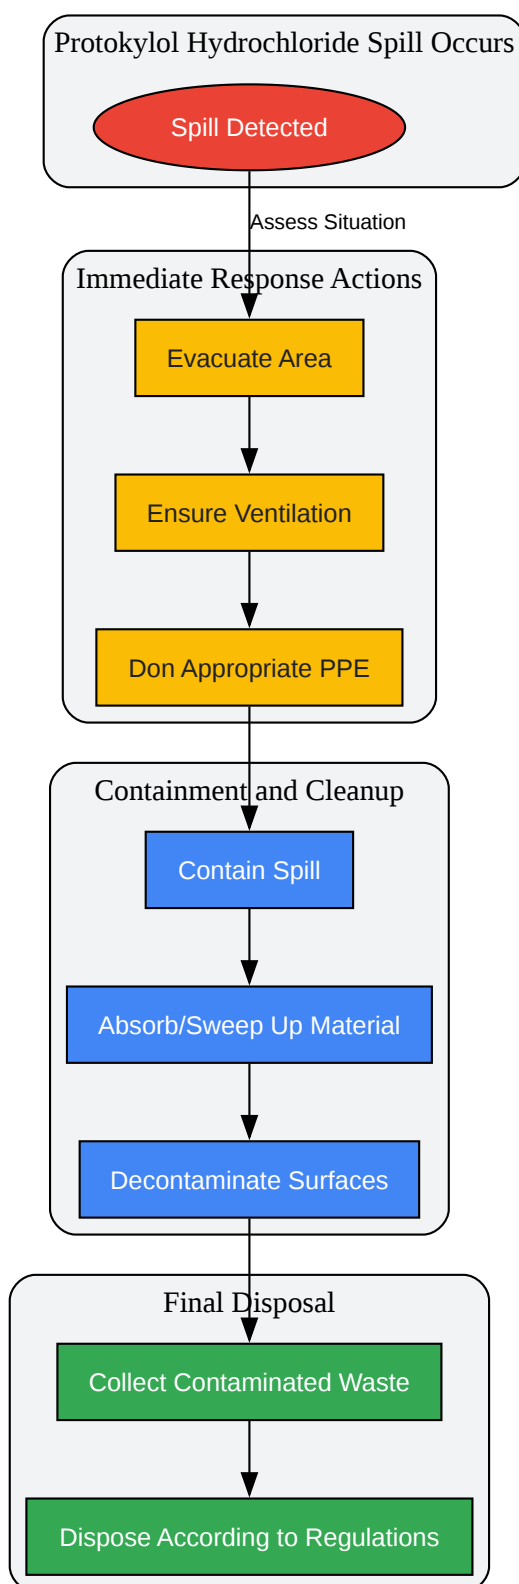 Protokylol Hydrochloride Spill Occurs
Spill Detected
Assess Situation
Immediate Response Actions
Evacuate Area
Ensure Ventilation
Don Appropriate PPE
Containment and Cleanup
Contain Spill
Absorb/Sweep Up Material
Decontaminate Surfaces
Final Disposal
Collect Contaminated Waste
Dispose According to Regulations